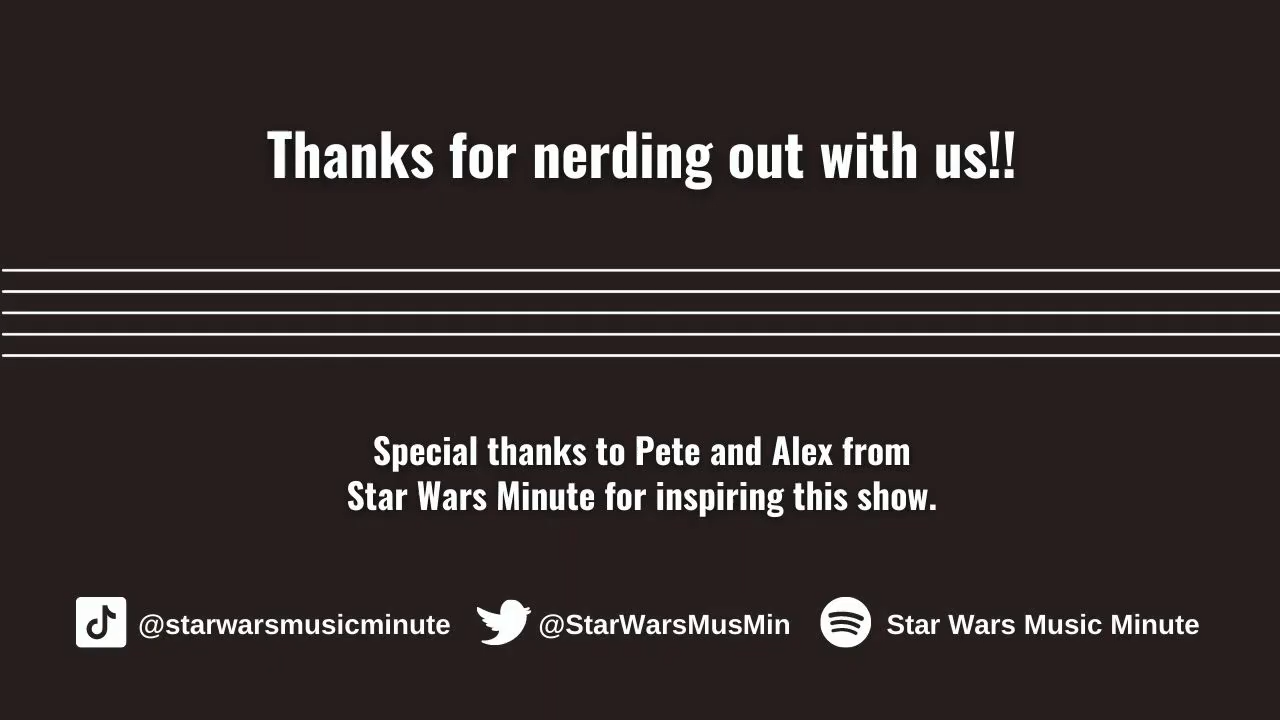 Thanks for nerding out with us!!
Special thanks to Pete and Alex from
Star Wars Minute for inspiring this show.
@starwarsmusicminute @StarWarsMusMin Star Wars Music Minute